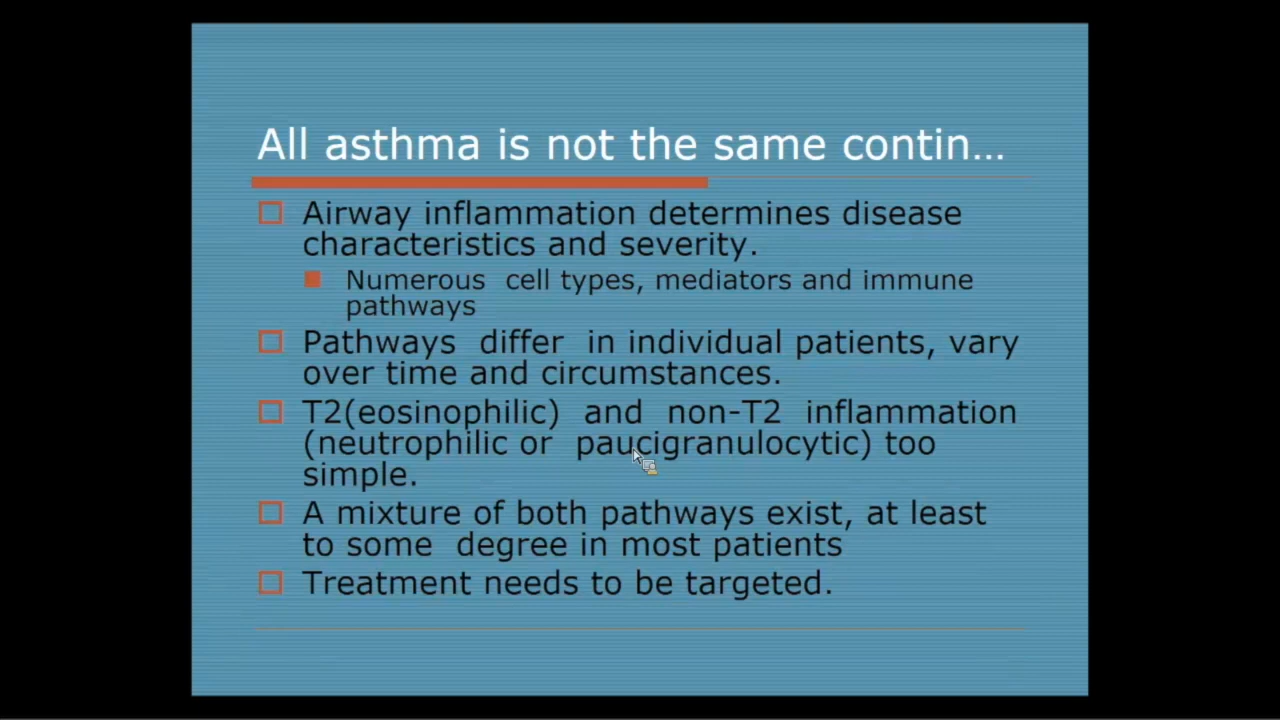 All asthma is not the same contin...
Airway inflammation determines disease
characteristics and severity.
Numerous cell types, mediators and immune
pathways
Pathways differ in individual patients, vary
over time and circumstances.
T2(eosinophilic) and non-T2 inflammation
(neutrophilic or paucigranulocytic) too
simple.
A mixture of both pathways exist, at least
to some degree in most patients
Treatment needs to be targeted.